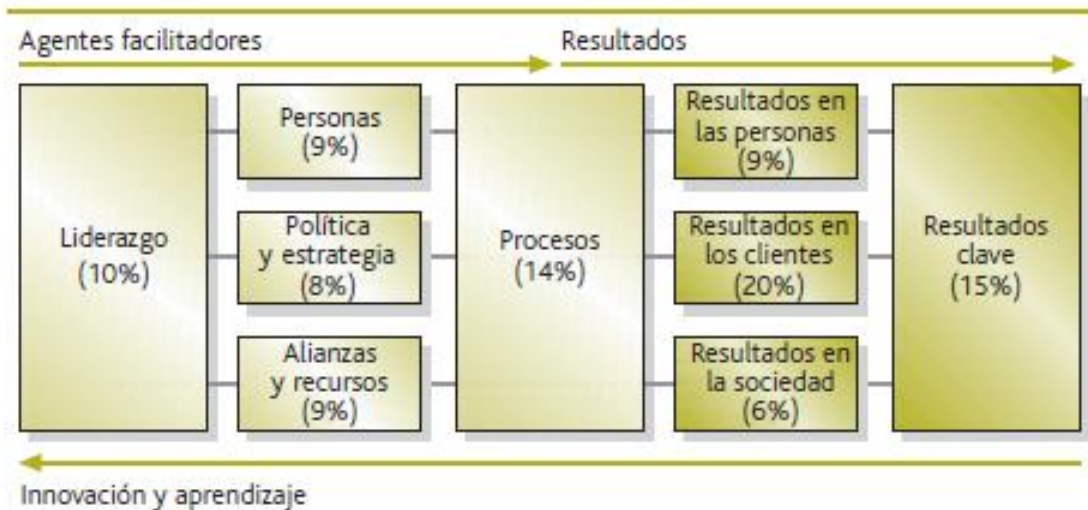 Agentes facilitadores
Resultados
Liderazgo
(10%)
Personas
(9%)
Política
y estrategia
(8%)
Alianzas
y recursos
(9%)
Procesos
(14%)
Resultados en
las personas
(9%)
Resultados en
los clientes
(20%)
Resultados en
la sociedad
(6%)
Resultados
clave
(15%)
Innovación y aprendizaje